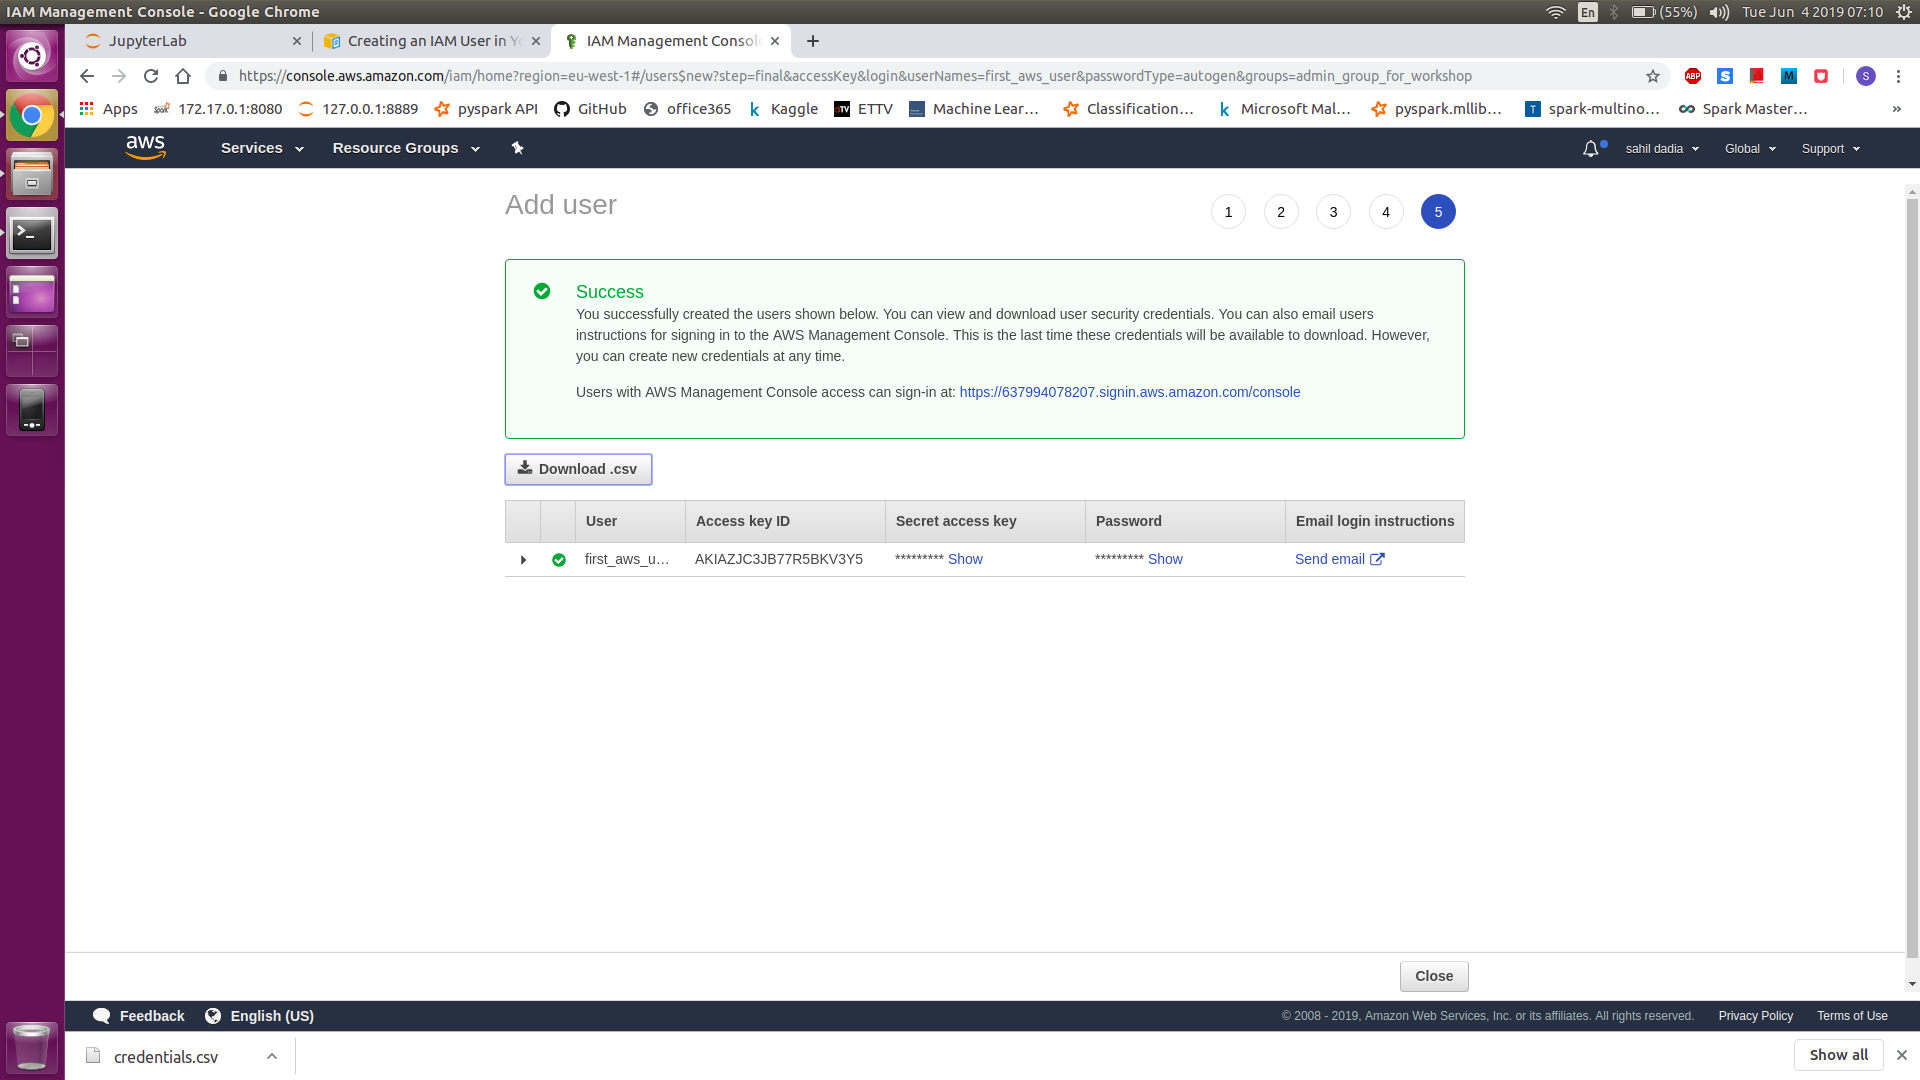 IAM Management Console - Google Chrome
En
(55%)
Tue Jun 4 2019 07:10
JupyterLab
Creating an IAM User in Yo
IAM Management Consol
https://console.aws.amazon.com/iam/home?region=eu-west-1#/users$new?step=final&accessKey&login&userNames=first_aws_user&passwordType=autogen&groups=admin_group_for_workshop
ABP
S
M
S
Apps
Spark
172.17.0.1:8080
127.0.0.1:8889
pyspark API
GitHub
office365
k
Kaggle
ETTV
Machine Lear...
Classification...
k
Microsoft Mal...
pyspark.mllib...
T
spark-multino...
Spark Master...
»
aws
Services
Resource Groups
sahil dadia
Global
Support
Add user
1
2
3
4
5
Success
You successfully created the users shown below. You can view and download user security credentials. You can also email users
instructions for signing in to the AWS Management Console. This is the last time these credentials will be available to download. However,
you can create new credentials at any time.
Users with AWS Management Console access can sign-in at: https://637994078207.signin.aws.amazon.com/console
Download .csv
User
Access key ID
Secret access key
Password
Email login instructions
first_aws_u...
AKIAZJC3JB77R5BKV3Y5
********* Show
********* Show
Send email
Close
Feedback
English (US)
© 2008 - 2019, Amazon Web Services, Inc. or its affiliates. All rights reserved.
Privacy Policy
Terms of Use
credentials.csv
Show all